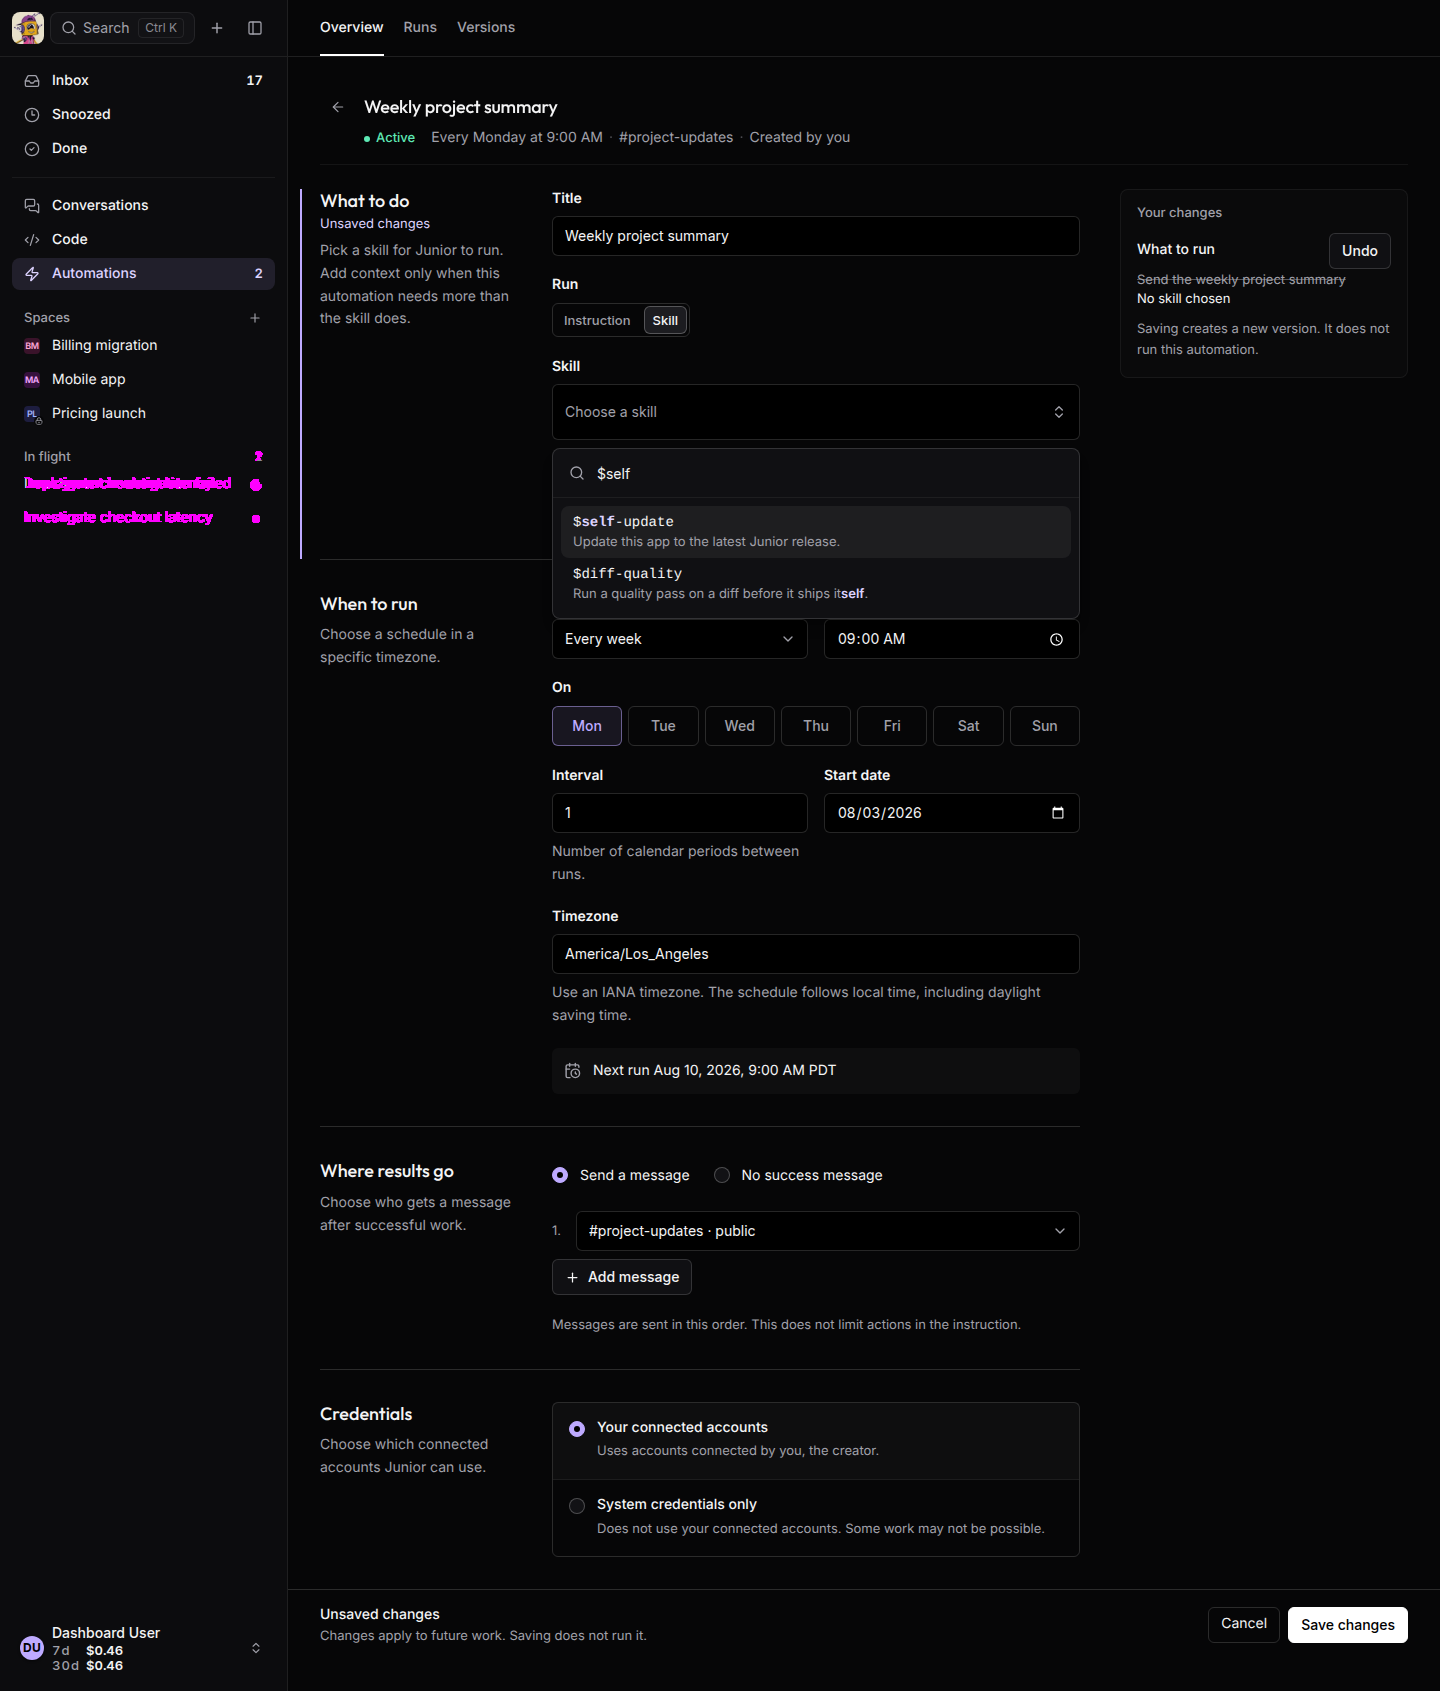 Search Ctrl K
Inbox 17
Snoozed
Done
Conversations
Code
Automations 2
Spaces
BM Billing migration
MA Mobile app
PL Pricing launch
In flight
Investigate checkout latency
DU Dashboard User
7d $0.46
30d $0.46
Overview Runs Versions
Weekly project summary
Active Every Monday at 9:00 AM · #project-updates · Created by you
What to do
Unsaved changes
Pick a skill for Junior to run.
Add context only when this
automation needs more than
the skill does.
Title
Weekly project summary
Run
Instruction Skill
Skill
Choose a skill
$self
$self-update
Update this app to the latest Junior release.
$diff-quality
Run a quality pass on a diff before it ships itself.
When to run
Choose a schedule in a
specific timezone.
Every week 09:00 AM
On
Mon Tue Wed Thu Fri Sat Sun
Interval Start date
1 08/03/2026
Number of calendar periods between
runs.
Timezone
America/Los_Angeles
Use an IANA timezone. The schedule follows local time, including daylight
saving time.
Next run Aug 10, 2026, 9:00 AM PDT
Where results go
Choose who gets a message
after successful work.
Send a message No success message
1. #project-updates · public
Add message
Messages are sent in this order. This does not limit actions in the instruction.
Credentials
Choose which connected
accounts Junior can use.
Your connected accounts
Uses accounts connected by you, the creator.
System credentials only
Does not use your connected accounts. Some work may not be possible.
Your changes
What to run Undo
Send the weekly project summary
No skill chosen
Saving creates a new version. It does not
run this automation.
Unsaved changes
Changes apply to future work. Saving does not run it.
Cancel Save changes